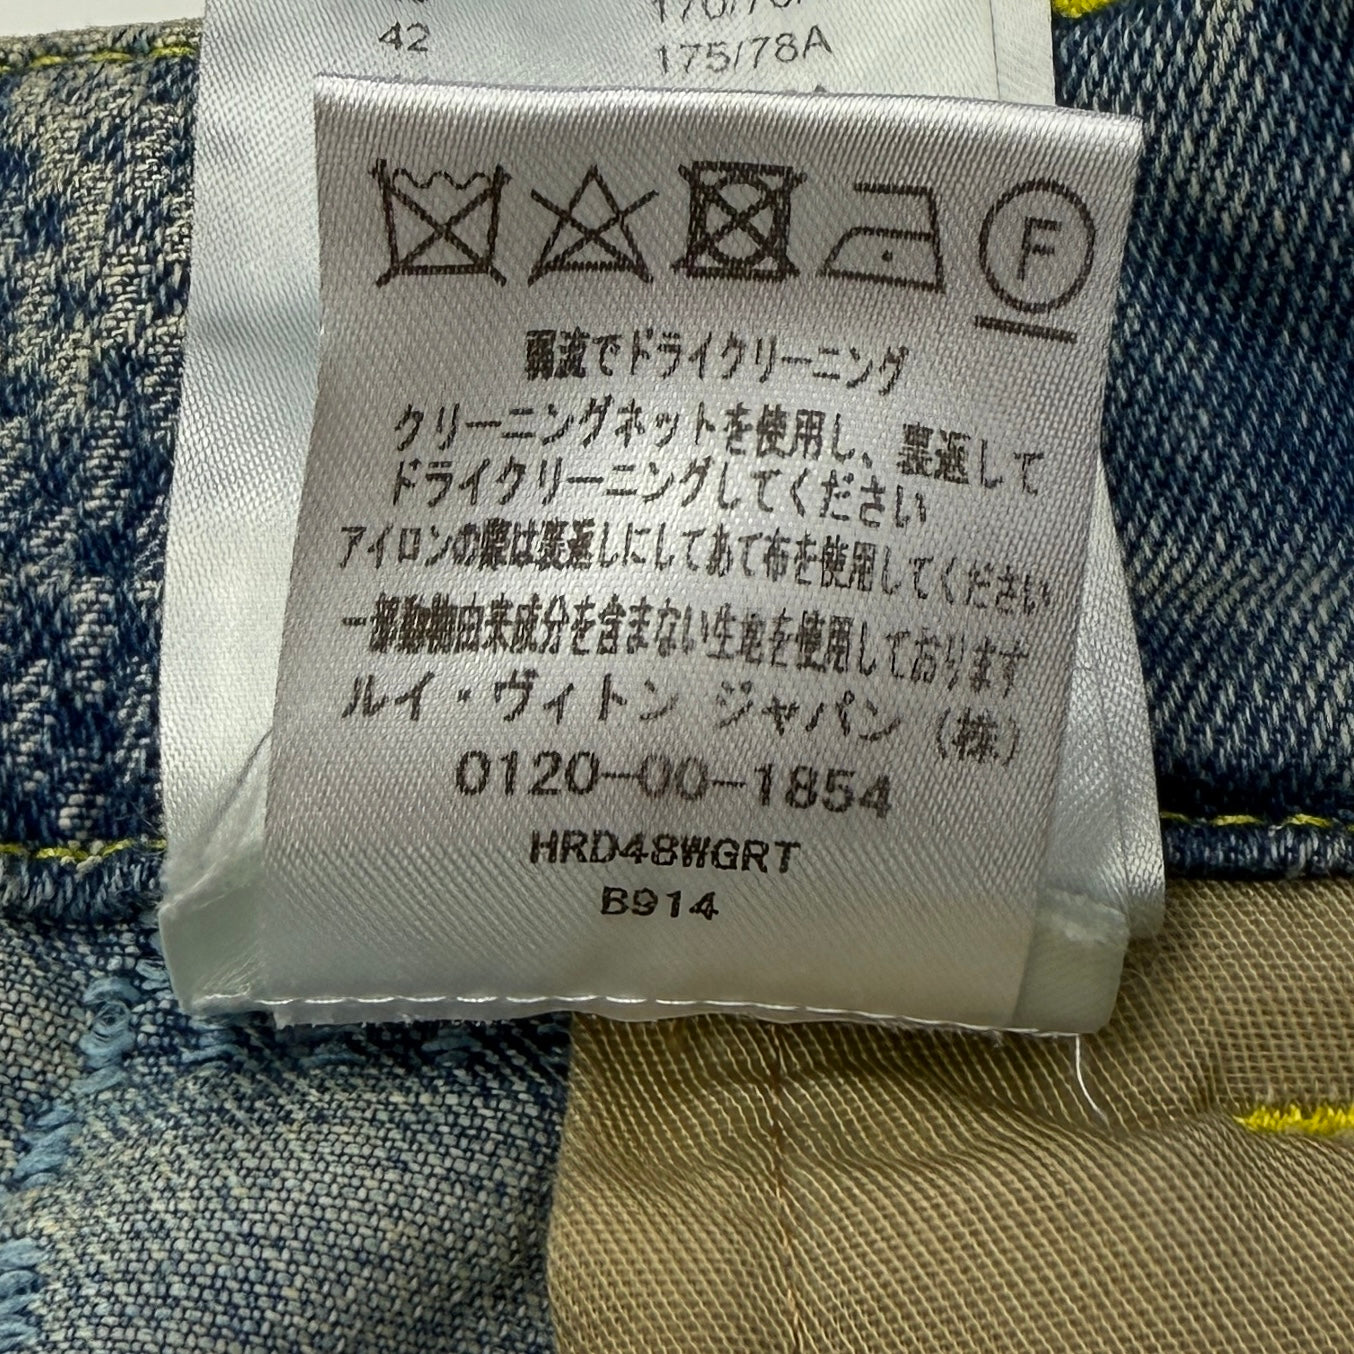 42
175/78A
F
弱流でドライクリーニング
クリーニングネットを使用し、裏返して
ドライクリーニングしてください
アイロンの際は裏返しにしてあて布を使用してください
一部動物由来成分を含まない生地を使用しております
ルイ・ヴィトン ジャパン (株)
0120-00-1854
HRD48WGRT
B914